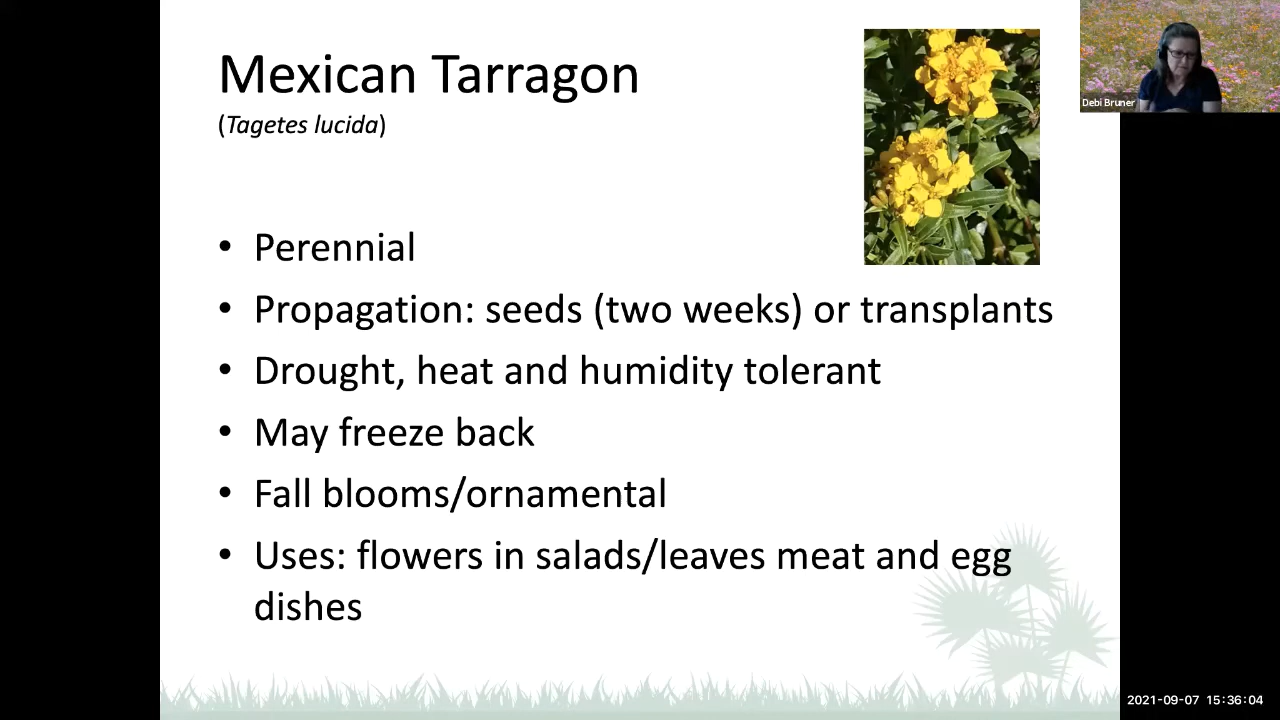 Mexican Tarragon
(Tagetes lucida)
• Perennial
• Propagation: seeds (two weeks) or transplants
• Drought, heat and humidity tolerant
• May freeze back
• Fall blooms/ornamental
• Uses: flowers in salads/leaves meat and egg
dishes
Debi Bruner
2021-09-07 15:36:04